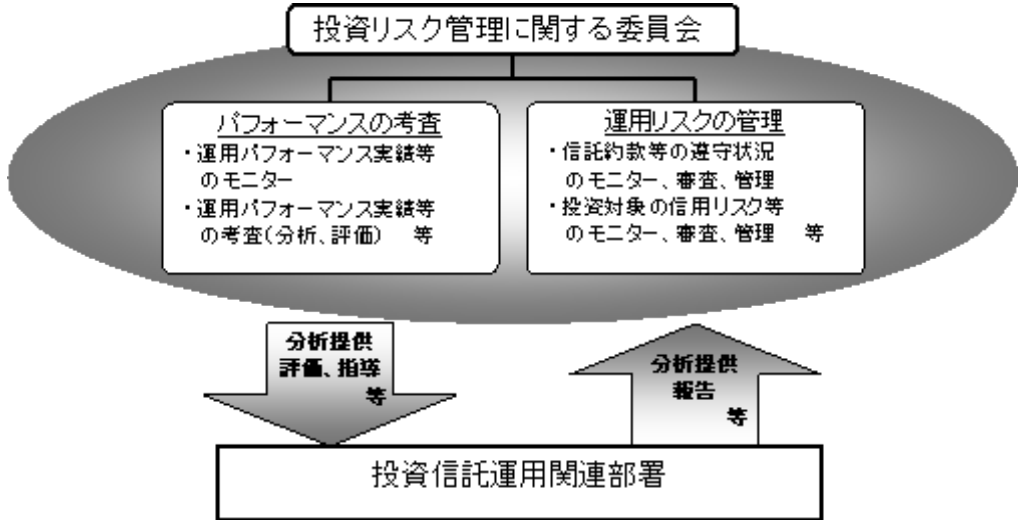 投資リスク管理に関する委員会
パフォーマンスの考査
・運用パフォーマンス実績等
のモニター
・運用パフォーマンス実績等
の考査(分析、評価) 等
運用リスクの管理
・信託約款等の遵守状況
のモニター、審査、管理
・投資対象の信用リスク等
のモニター、審査、管理 等
分析提供
評価、指導
等
分析提供
報告
等
投資信託運用関連部署